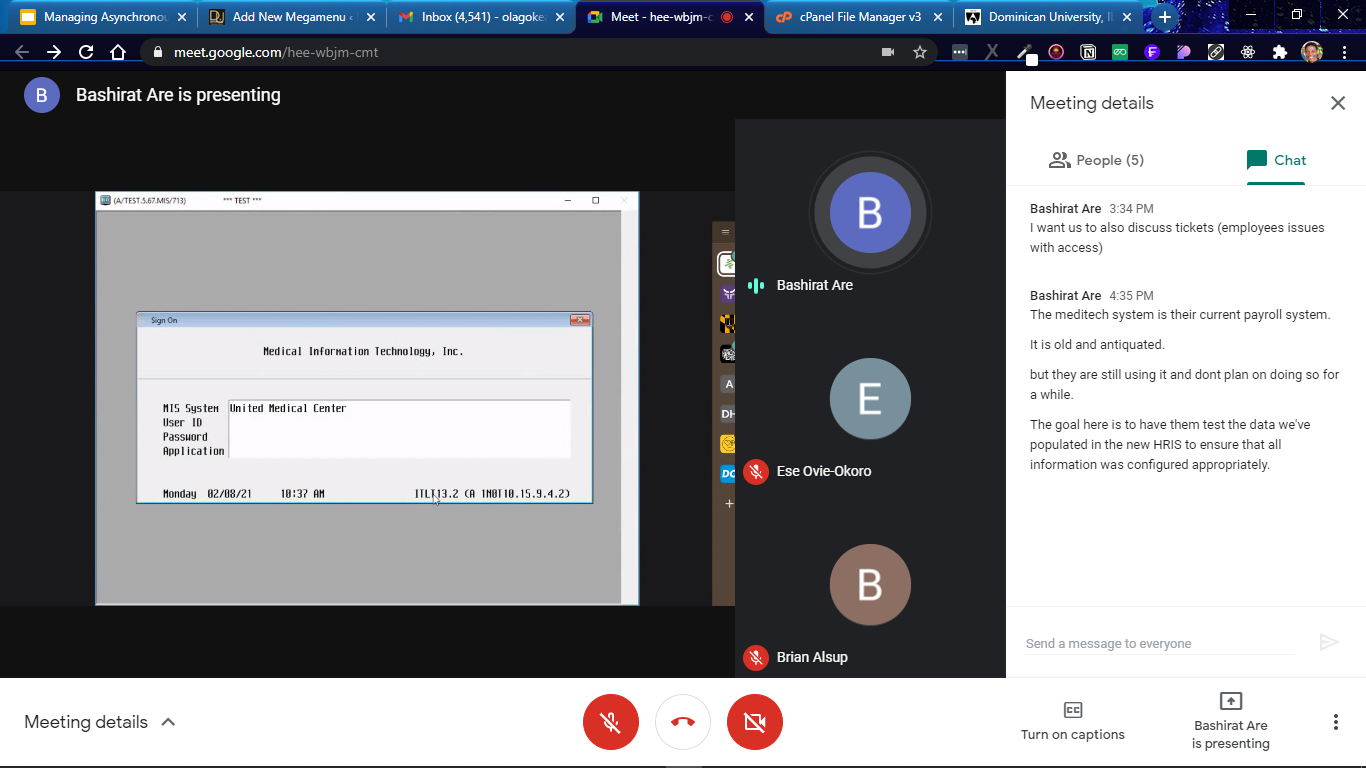 Managing Asynchronou
Add New Megamenu
Inbox (4,541) - olagoke
Meet - hee-wbjm-c
cPanel File Manager v3
Dominican University,
meet.google.com/hee-wbjm-cmt
B
Bashirat Are is presenting
(A/TEST.5.67.MIS/713) *** TEST ***
Sign On
Medical Information Technology, Inc.
MIS System United Medical Center
User ID
Password
Application
Monday 02/08/21 10:37 AM ITLT13.2 (A 1N0T10.15.9.4.2)
A
DH
DC
B
Bashirat Are
E
Ese Ovie-Okoro
B
Brian Alsup
Meeting details
People (5)
Chat
Bashirat Are 3:34 PM
I want us to also discuss tickets (employees issues
with access)
Bashirat Are 4:35 PM
The meditech system is their current payroll system.
It is old and antiquated.
but they are still using it and dont plan on doing so for
a while.
The goal here is to have them test the data we've
populated in the new HRIS to ensure that all
information was configured appropriately.
Send a message to everyone
Meeting details
Turn on captions
Bashirat Are
is presenting